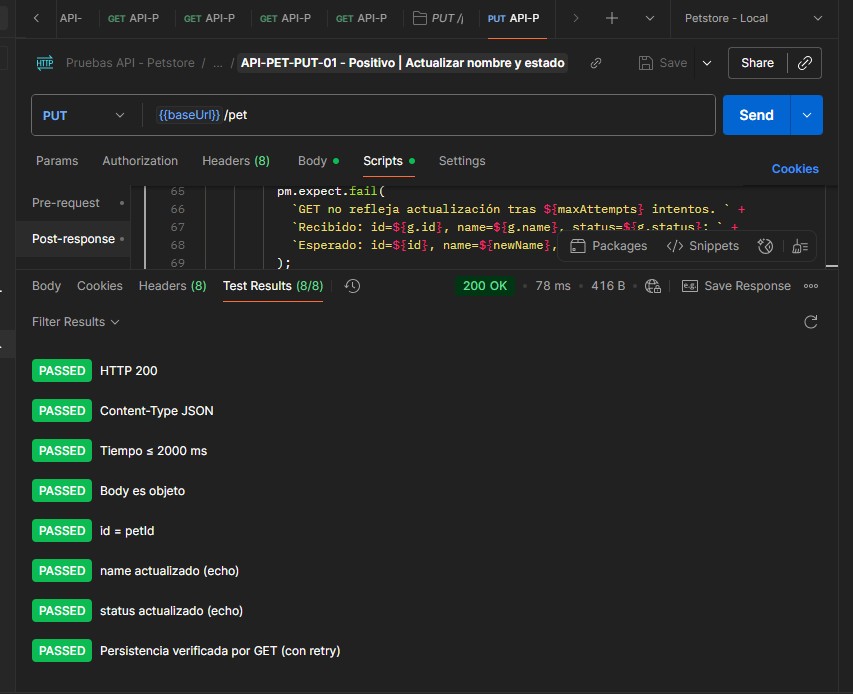 API- GET API-P GET API-P GET API-P GET API-P PUT /| PUT API-P Petstore - Local
HTTP Pruebas API - Petstore / ... / API-PET-PUT-01 - Positivo | Actualizar nombre y estado Save Share
PUT {{baseUrl}} /pet Send
Params Authorization Headers (8) Body Scripts Settings
Cookies
Pre-request
Post-response
65 pm.expect.fail(
66 `GET no refleja actualización tras ${maxAttempts} intentos. ` +
67 `Recibido: id=${g.id}, name=${g.name}, status=${g.status}; ` +
68 `Esperado: id=${id}, name=${newName},
69 );
Packages </> Snippets
Body Cookies Headers (8) Test Results (8/8) 200 OK 78 ms 416 B e.g. Save Response
Filter Results
PASSED HTTP 200
PASSED Content-Type JSON
PASSED Tiempo ≤ 2000 ms
PASSED Body es objeto
PASSED id = petId
PASSED name actualizado (echo)
PASSED status actualizado (echo)
PASSED Persistencia verificada por GET (con retry)